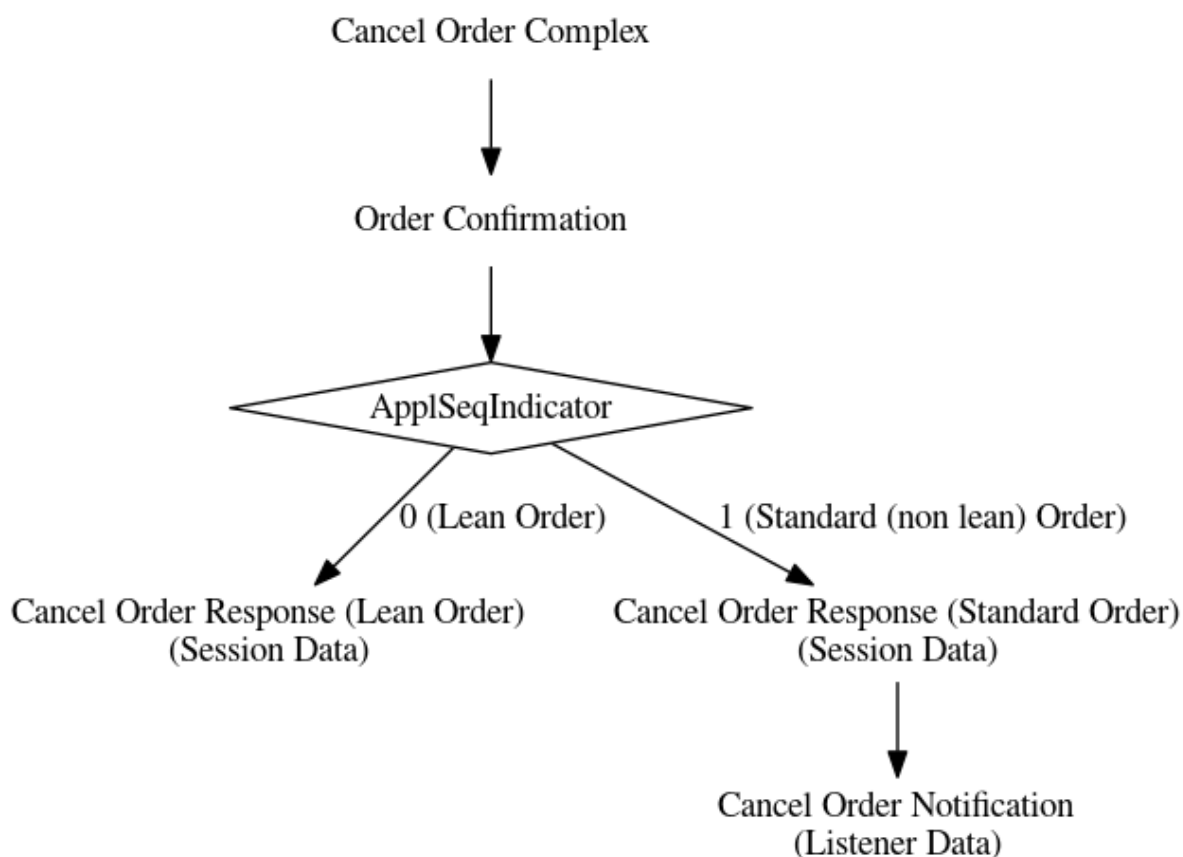 Cancel Order Complex
Order Confirmation
ApplSeqIndicator
0 (Lean Order)
1 (Standard (non lean) Order)
Cancel Order Response (Lean Order)
(Session Data)
Cancel Order Response (Standard Order)
(Session Data)
Cancel Order Notification
(Listener Data)